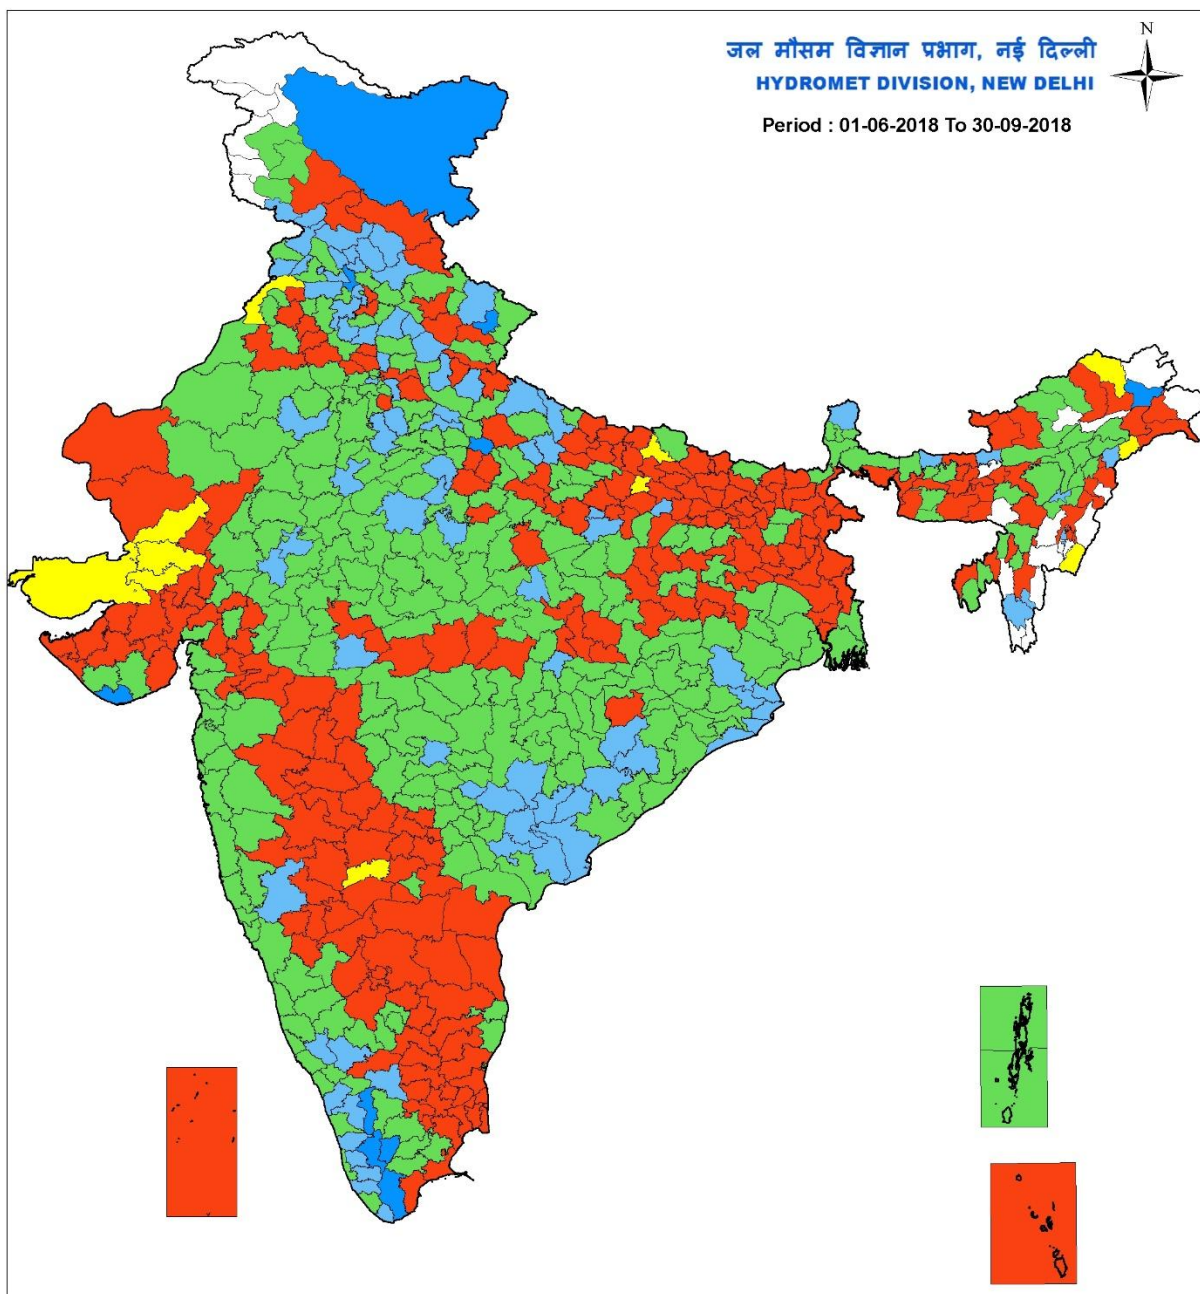 जल मौसम विज्ञान प्रभाग, नई दिल्ली
HYDROMET DIVISION, NEW DELHI
N
Period : 01-06-2018 To 30-09-2018